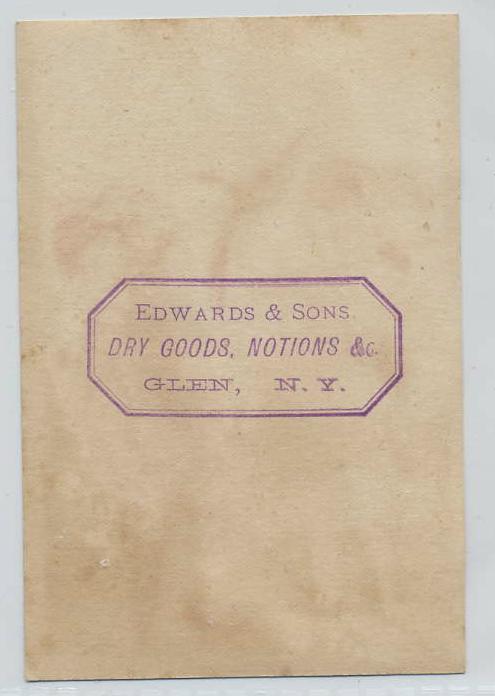 EDWARDS & SONS
DRY GOODS, NOTIONS &c.
GLEN, N.Y.